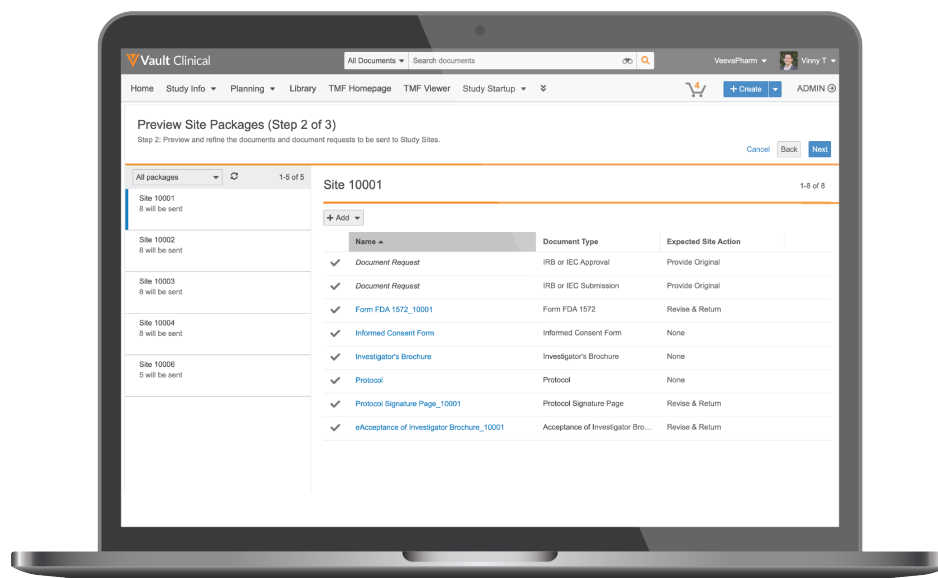 Vault Clinical
All Documents Search documents
VeevaPharm Vinny T
Home Study Info Planning Library TMF Homepage TMF Viewer Study Startup 4 + Create ADMIN
Preview Site Packages (Step 2 of 3)
Step 2: Preview and refine the documents and document requests to be sent to Study Sites.
Cancel Back Next
All packages 1-5 of 5
Site 10001
8 will be sent
Site 10002
8 will be sent
Site 10003
8 will be sent
Site 10004
8 will be sent
Site 10006
5 will be sent
Site 10001 1-8 of 8
+ Add
Name Document Type Expected Site Action
Document Request IRB or IEC Approval Provide Original
Document Request IRB or IEC Submission Provide Original
Form FDA 1572_10001 Form FDA 1572 Revise & Return
Informed Consent Form Informed Consent Form None
Investigator's Brochure Investigator's Brochure None
Protocol Protocol None
Protocol Signature Page_10001 Protocol Signature Page Revise & Return
eAcceptance of Investigator Brochure_10001 Acceptance of Investigator Bro... Revise & Return